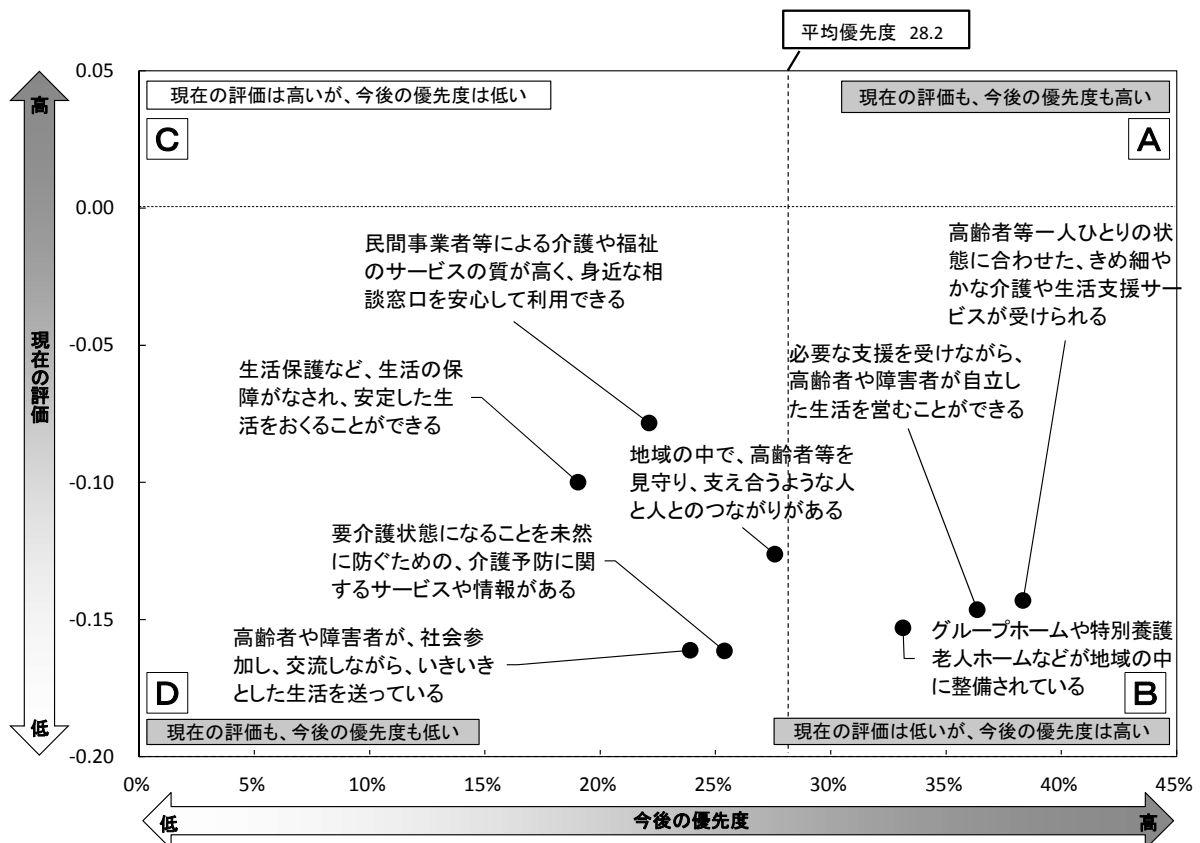 平均優先度 28.2
0.05
高
現在の評価は高いが、今後の優先度は低い
現在の評価も、今後の優先度も高い
C
A
0.00
民間事業者等による介護や福祉
のサービスの質が高く、身近な相
談窓口を安心して利用できる
高齢者等一人ひとりの状
態に合わせた、きめ細や
かな介護や生活支援サー
ビスが受けられる
-0.05
現在の評価
生活保護など、生活の保
障がなされ、安定した生
活をおくることができる
必要な支援を受けながら、
高齢者や障害者が自立し
た生活を営むことができる
-0.10
地域の中で、高齢者等を
見守り、支え合うような人
と人とのつながりがある
要介護状態になることを未然
に防ぐための、介護予防に関
するサービスや情報がある
-0.15
高齢者や障害者が、社会参
加し、交流しながら、いきいき
とした生活を送っている
グループホームや特別養護
老人ホームなどが地域の中
に整備されている
D
B
低
現在の評価も、今後の優先度も低い
現在の評価は低いが、今後の優先度は高い
-0.20
0% 5% 10% 15% 20% 25% 30% 35% 40% 45%
低 今後の優先度 高